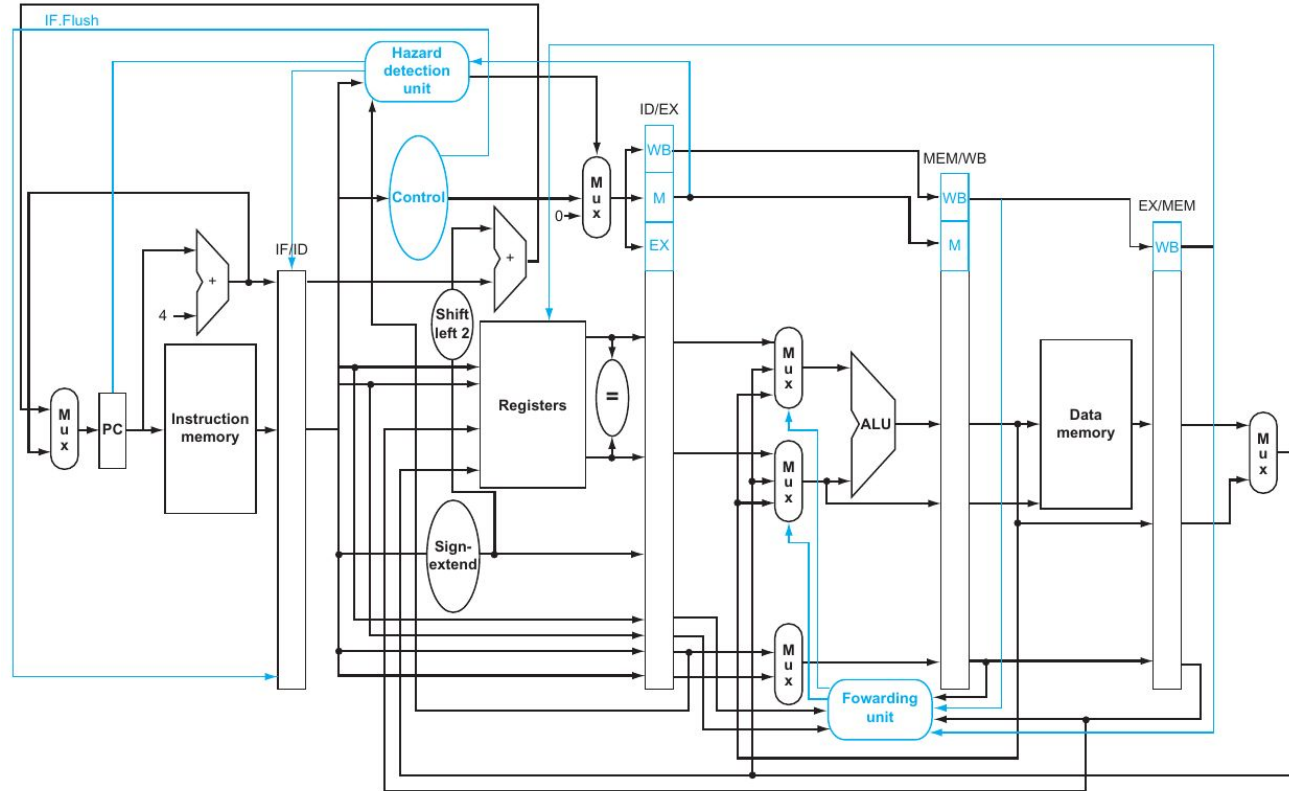 IF.Flush
Hazard
detection
unit
ID/EX
WB
MEM/WB
Control
M
u
x
M
WB
EX/MEM
0
IF/ID
+
EX
M
WB
+
4
Shift
left 2
M
u
x
PC
Instruction
memory
Registers
=
M
u
x
ALU
Data
memory
M
u
x
M
u
x
Sign-
extend
M
u
x
Fowarding
unit